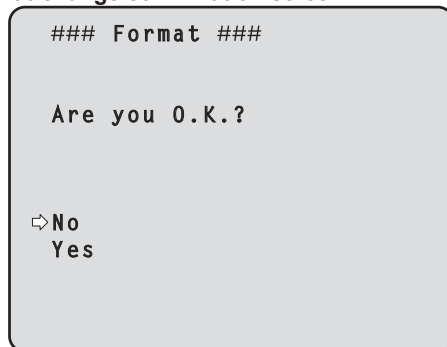 ### Format ###
Are you O.K.?
⇨No
Yes